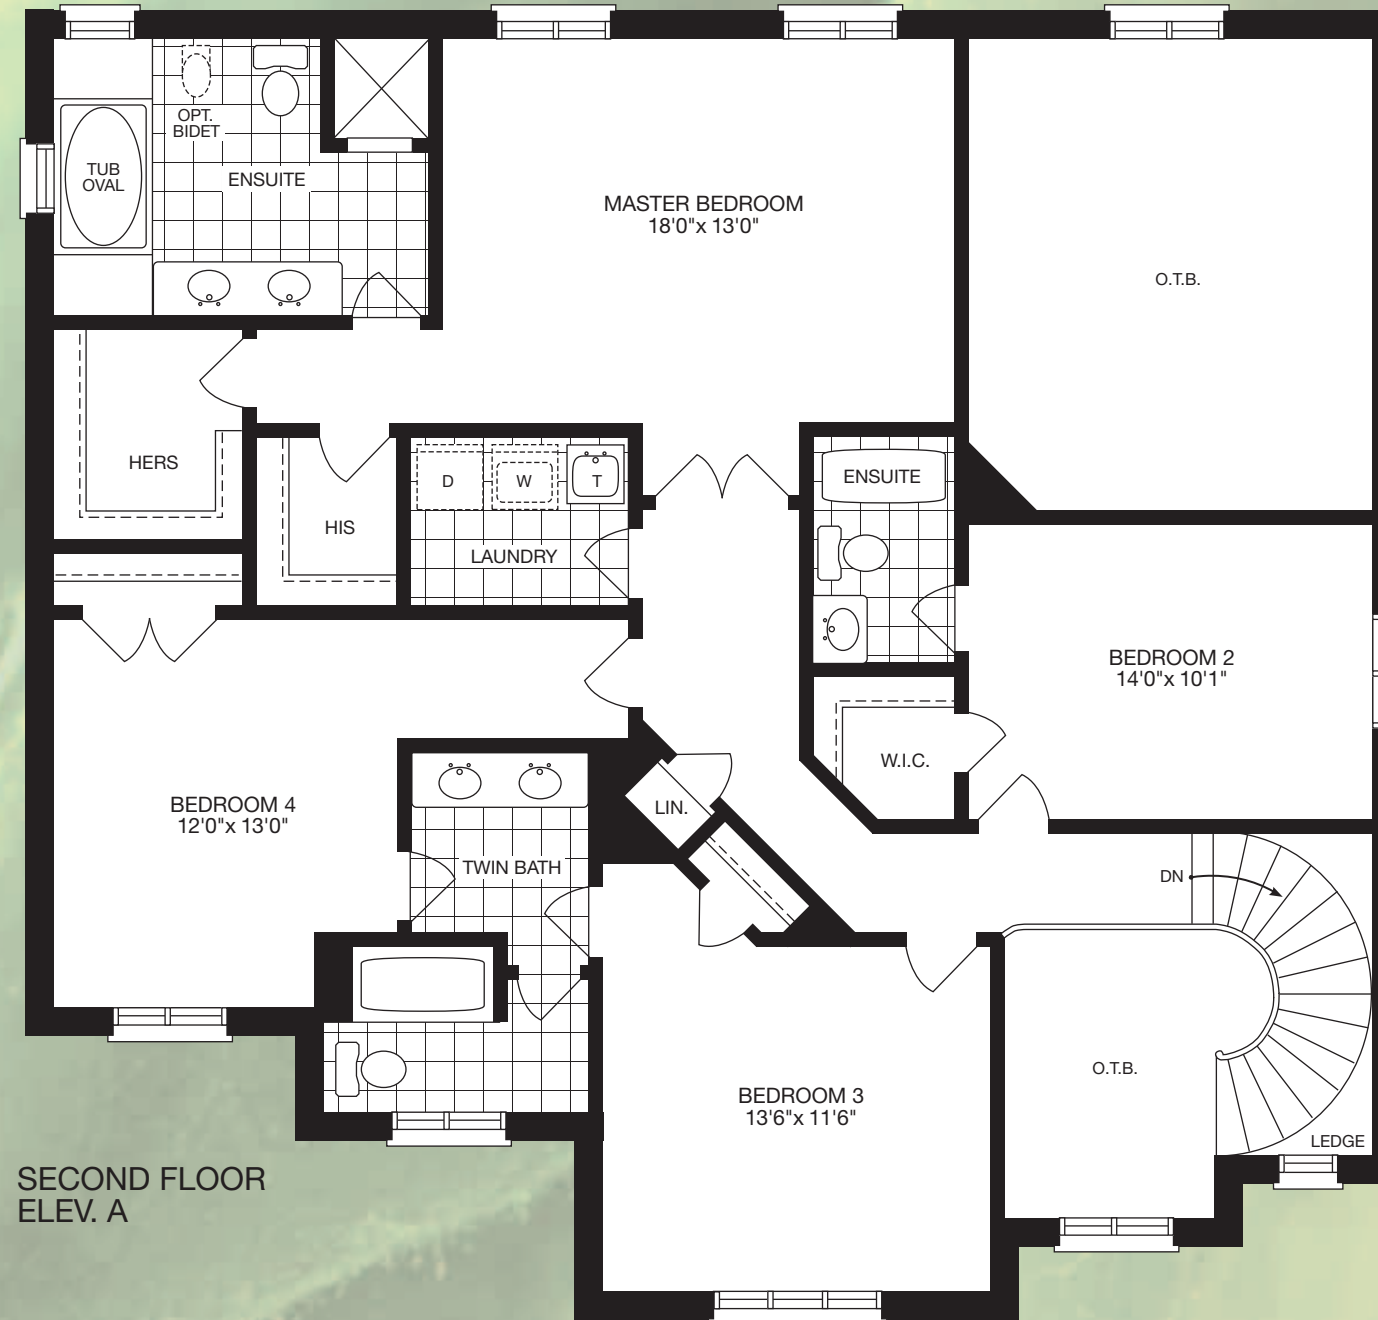 OPT.
BIDET
TUB
OVAL
ENSUITE
MASTER BEDROOM
18'0"x 13'0"
O.T.B.
HERS
HIS
D
W
T
LAUNDRY
ENSUITE
BEDROOM 2
14'0"x 10'1"
W.I.C.
BEDROOM 4
12'0"x 13'0"
LIN.
TWIN BATH
DN
O.T.B.
BEDROOM 3
13'6"x 11'6"
LEDGE
SECOND FLOOR
ELEV. A